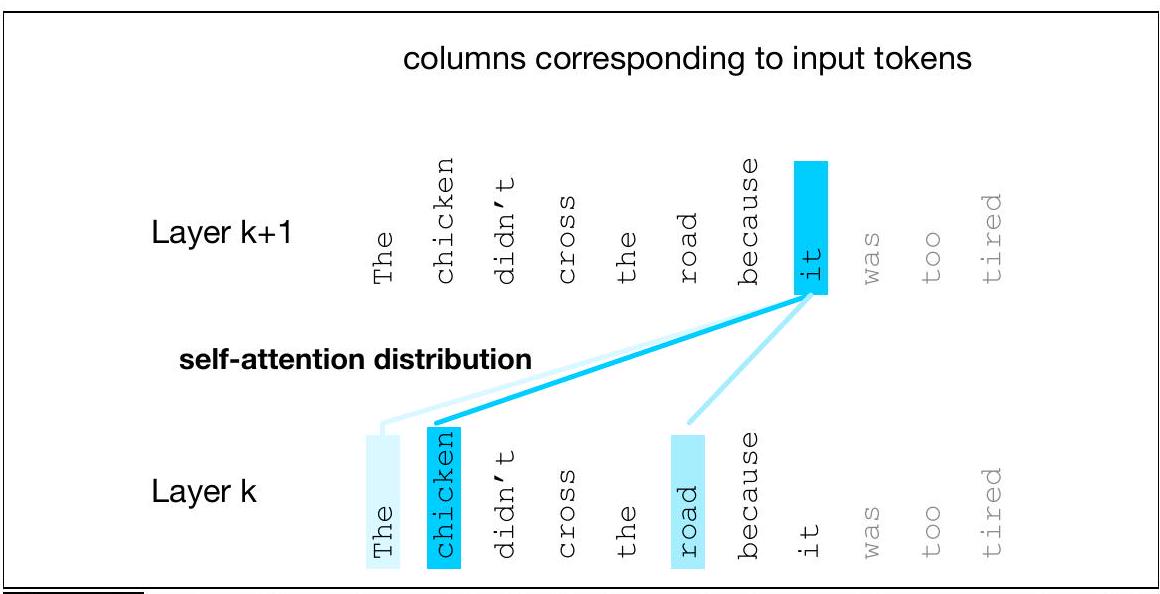 columns corresponding to input tokens
Layer k+1
The
chicken
didn’t
cross
the
road
because
it
was
too
tired
self-attention distribution
Layer k
The
chicken
didn’t
cross
the
road
because
it
was
too
tired